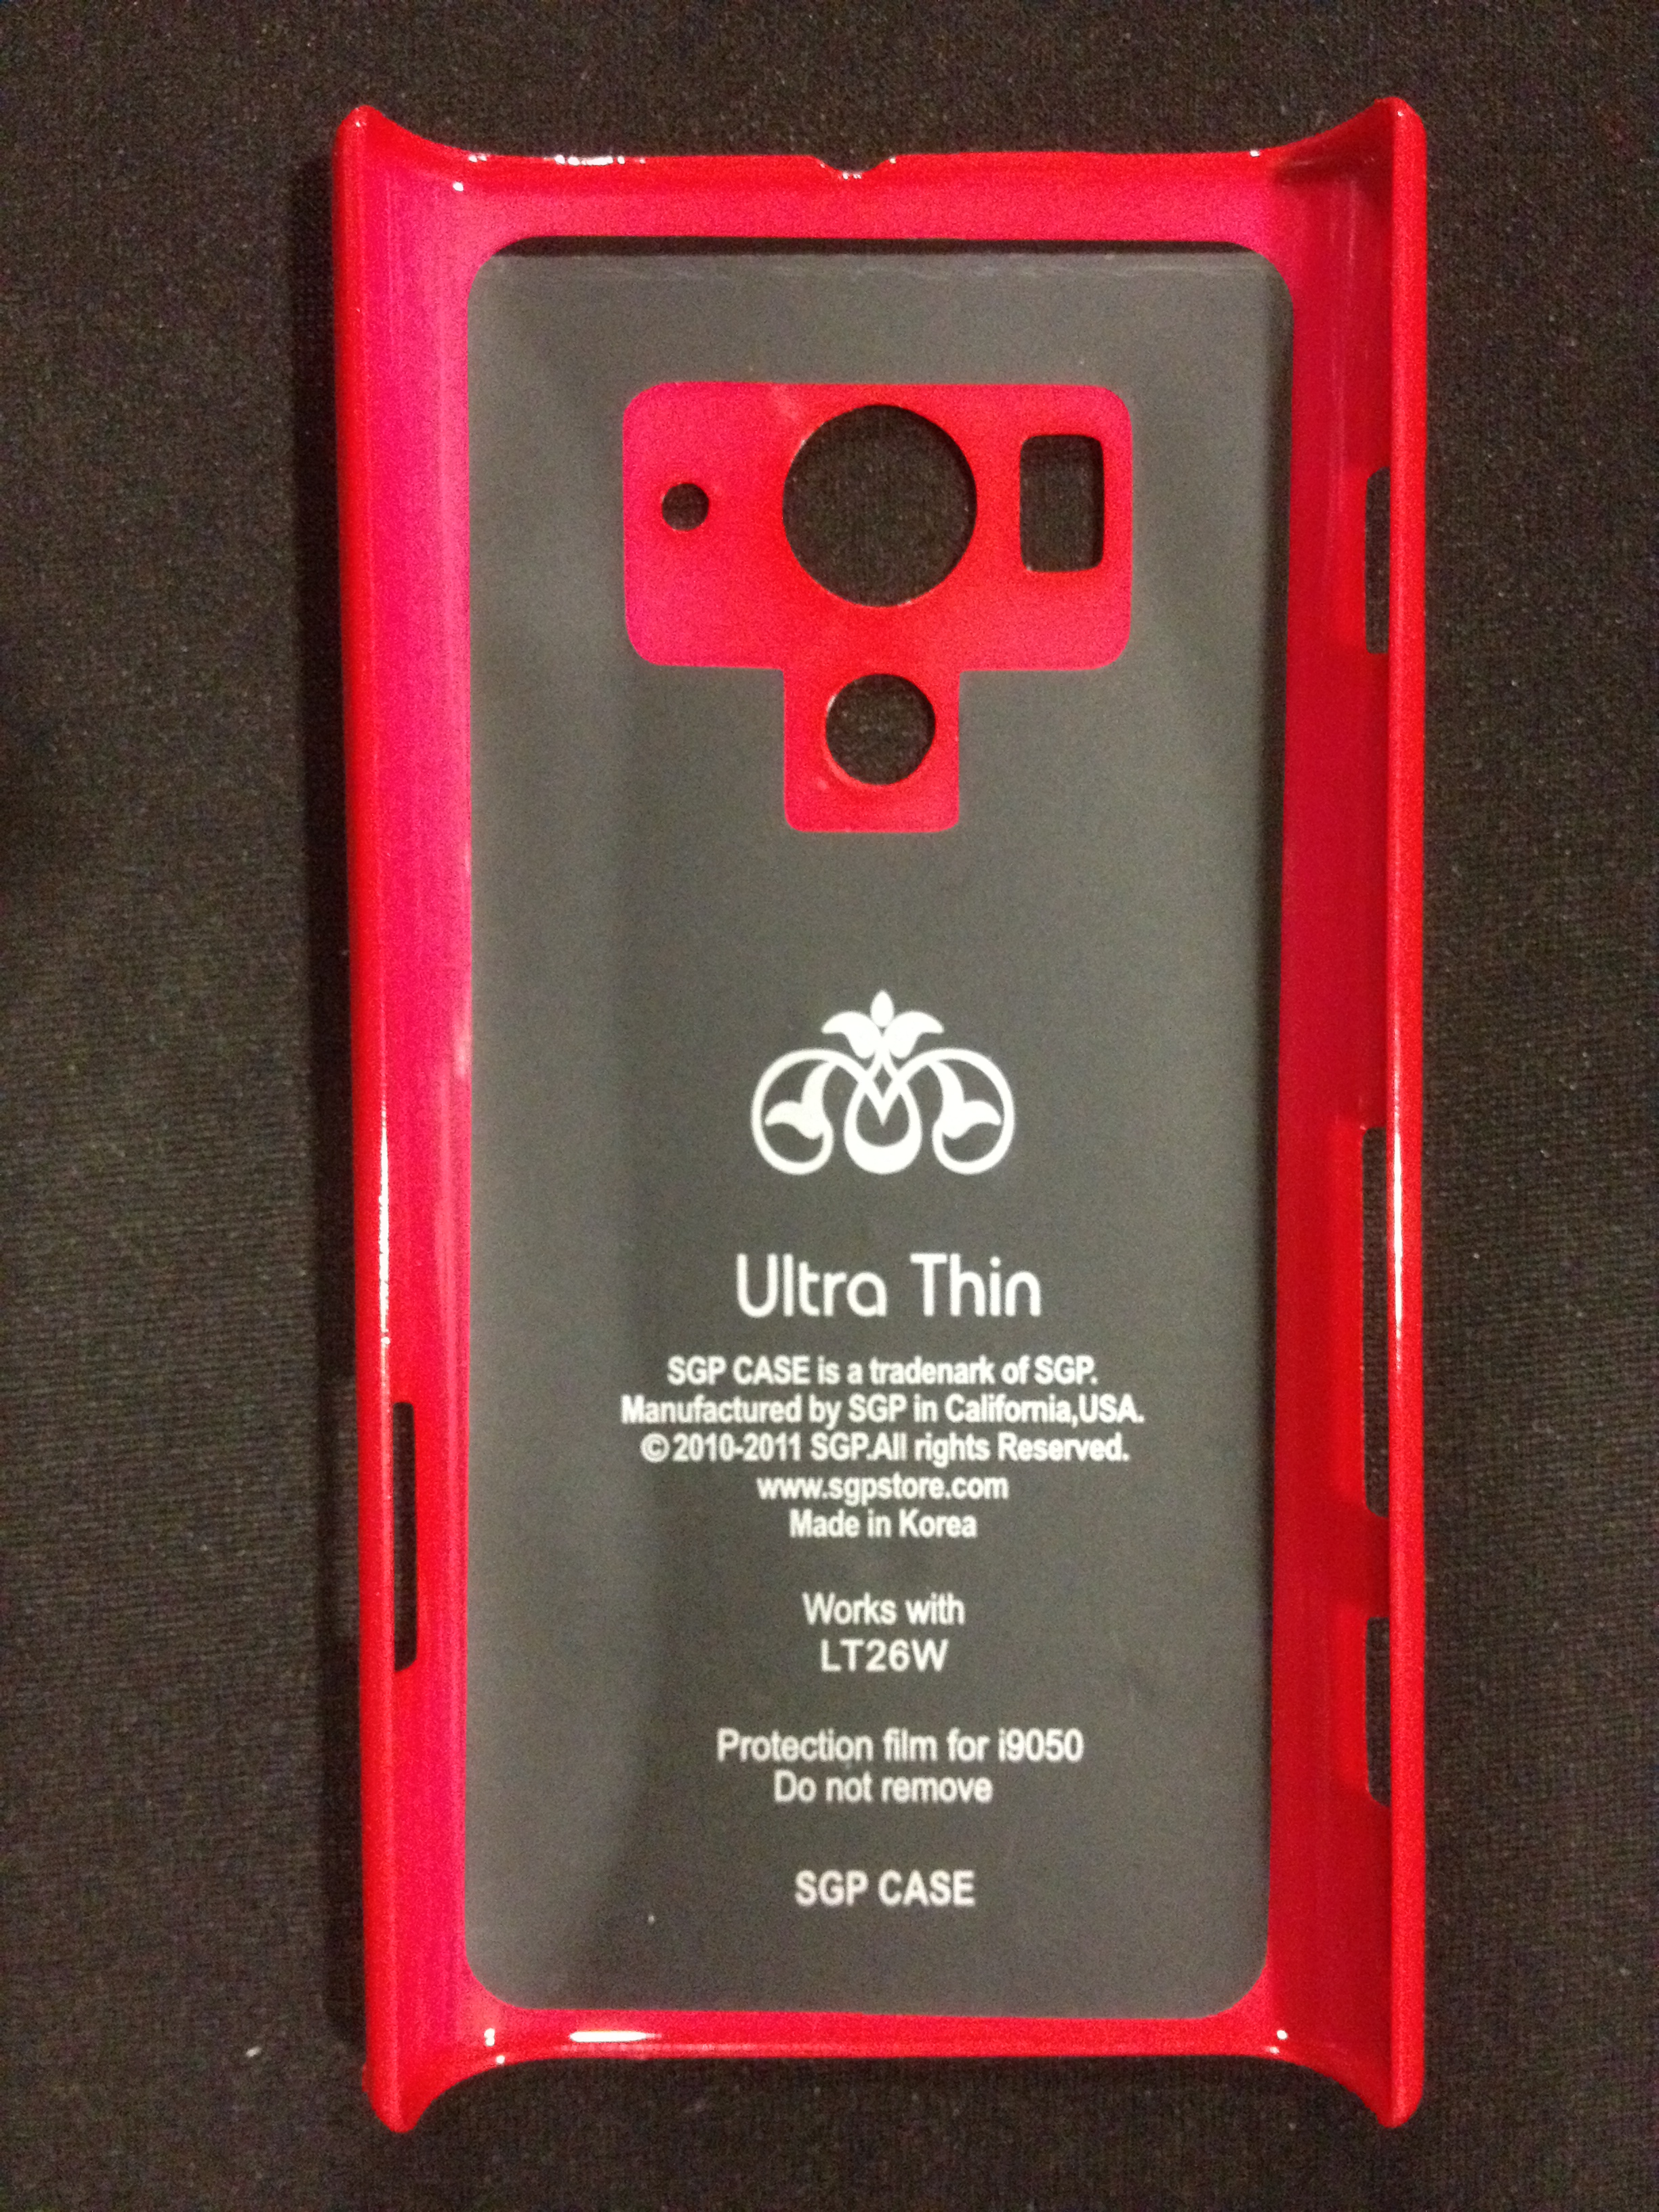 Ultra Thin
SGP CASE is a tradenark of SGP.
Manufactured by SGP in California,USA.
© 2010-2011 SGP.All rights Reserved.
www.sgpstore.com
Made in Korea
Works with
LT26W
Protection film for i9050
Do not remove
SGP CASE